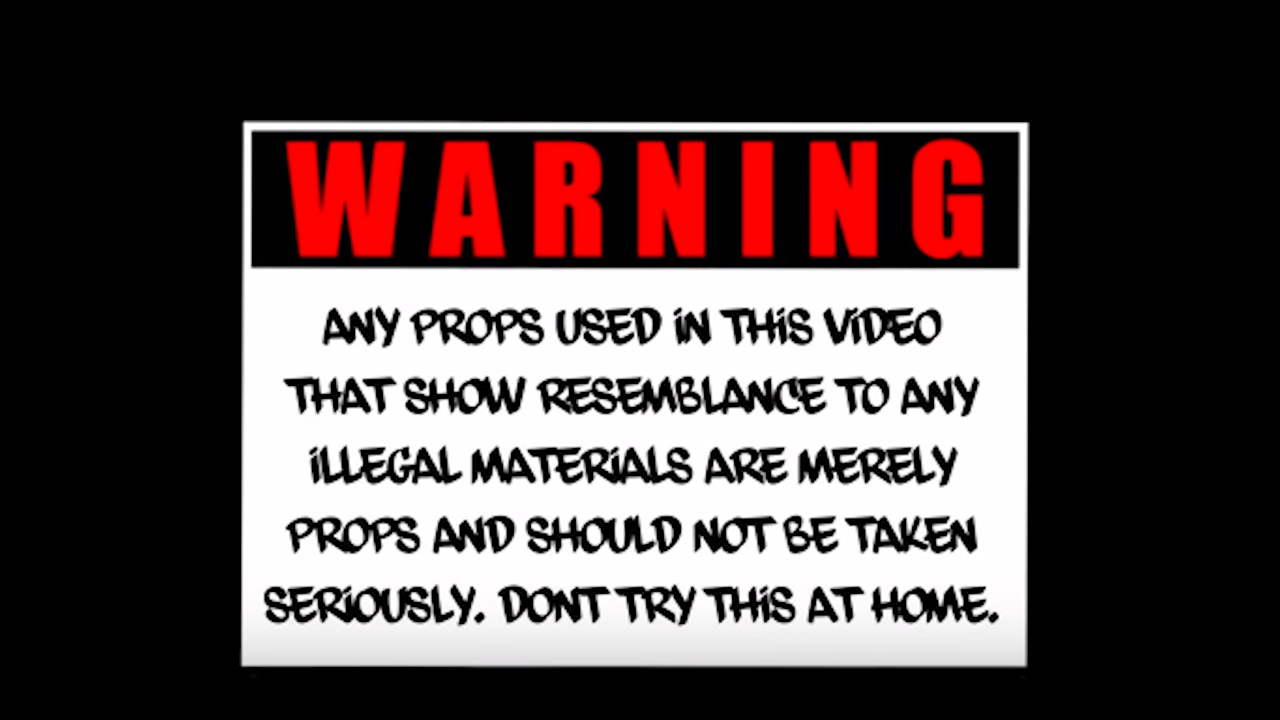 WARNING
ANY PROPS USED iN THiS ViDEO
THAT SHOW RESEMBLANCE TO ANY
iLLEGAL MATERiALS ARE MERELY
PROPS AND SHOULD NOT BE TAKEN
SERiOUSLY. DONT TRY THiS AT HOME.